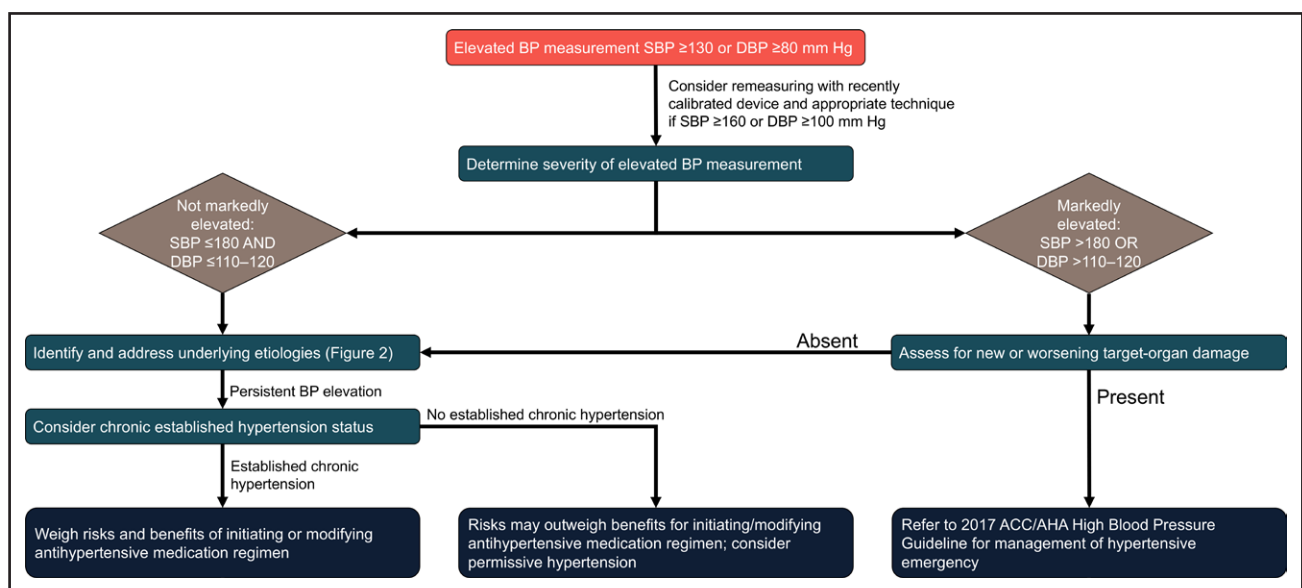 Elevated BP measurement SBP ≥130 or DBP ≥80 mm Hg
Consider remeasuring with recently
calibrated device and appropriate technique
if SBP ≥160 or DBP ≥100 mm Hg
Determine severity of elevated BP measurement
Not markedly
elevated:
SBP ≤180 AND
DBP ≤110–120
Markedly
elevated:
SBP >180 OR
DBP >110–120
Identify and address underlying etiologies (Figure 2)
Absent
Assess for new or worsening target-organ damage
Persistent BP elevation
Present
Consider chronic established hypertension status
No established chronic hypertension
Established chronic
hypertension
Weigh risks and benefits of initiating or modifying
antihypertensive medication regimen
Risks may outweigh benefits for initiating/modifying
antihypertensive medication regimen; consider
permissive hypertension
Refer to 2017 ACC/AHA High Blood Pressure
Guideline for management of hypertensive
emergency